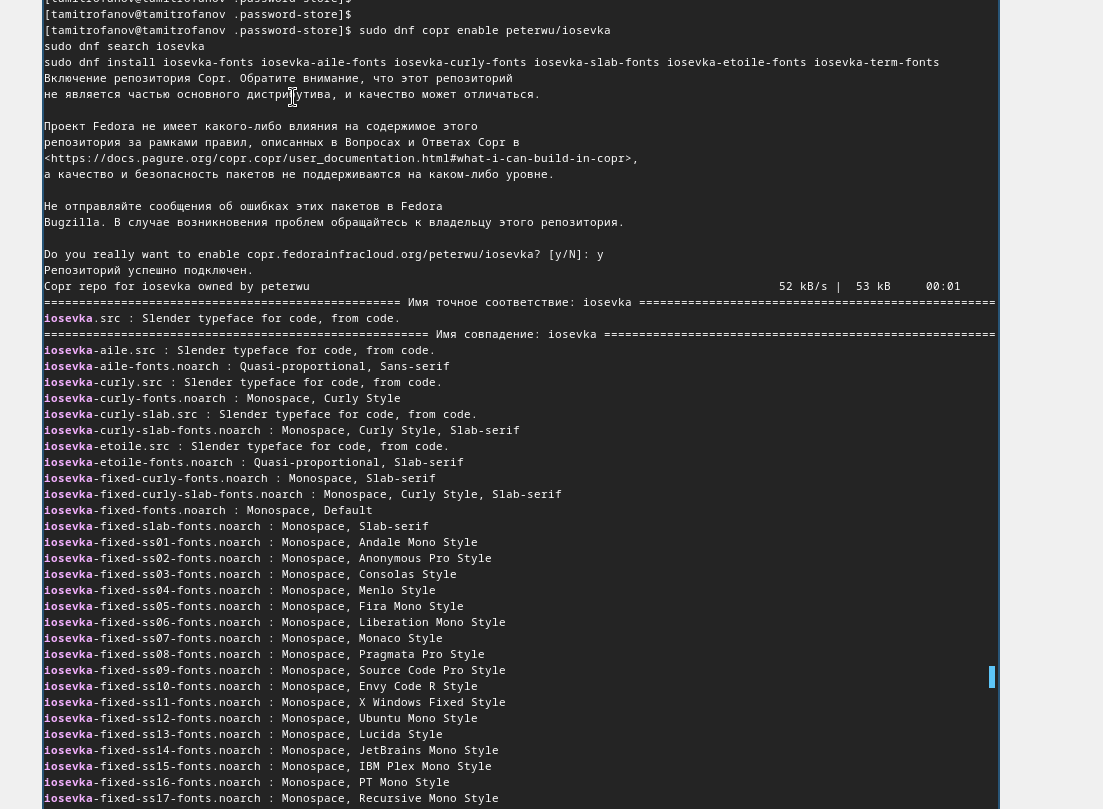 [tamitrofanov@tamitrofanov .password-store]$
[tamitrofanov@tamitrofanov .password-store]$
[tamitrofanov@tamitrofanov .password-store]$ sudo dnf copr enable peterwu/iosevka
sudo dnf search iosevka
sudo dnf install iosevka-fonts iosevka-aile-fonts iosevka-curly-fonts iosevka-slab-fonts iosevka-etoile-fonts iosevka-term-fonts
Включение репозитория Copr. Обратите внимание, что этот репозиторий
не является частью основного дистрибутива, и качество может отличаться.
Проект Fedora не имеет какого-либо влияния на содержимое этого
репозитория за рамками правил, описанных в Вопросах и Ответах Copr в
<https://docs.pagure.org/copr.copr/user_documentation.html#what-i-can-build-in-copr>,
а качество и безопасность пакетов не поддерживаются на каком-либо уровне.
Не отправляйте сообщения об ошибках этих пакетов в Fedora
Bugzilla. В случае возникновения проблем обращайтесь к владельцу этого репозитория.
Do you really want to enable copr.fedorainfracloud.org/peterwu/iosevka? [y/N]: y
Репозиторий успешно подключен.
Copr repo for iosevka owned by peterwu 52 kB/s | 53 kB 00:01
=================================================== Имя точное соответствие: iosevka ===================================================
iosevka.src : Slender typeface for code, from code.
======================================================= Имя совпадение: iosevka ========================================================
iosevka-aile.src : Slender typeface for code, from code.
iosevka-aile-fonts.noarch : Quasi-proportional, Sans-serif
iosevka-curly.src : Slender typeface for code, from code.
iosevka-curly-fonts.noarch : Monospace, Curly Style
iosevka-curly-slab.src : Slender typeface for code, from code.
iosevka-curly-slab-fonts.noarch : Monospace, Curly Style, Slab-serif
iosevka-etoile.src : Slender typeface for code, from code.
iosevka-etoile-fonts.noarch : Quasi-proportional, Slab-serif
iosevka-fixed-curly-fonts.noarch : Monospace, Slab-serif
iosevka-fixed-curly-slab-fonts.noarch : Monospace, Curly Style, Slab-serif
iosevka-fixed-fonts.noarch : Monospace, Default
iosevka-fixed-slab-fonts.noarch : Monospace, Slab-serif
iosevka-fixed-ss01-fonts.noarch : Monospace, Andale Mono Style
iosevka-fixed-ss02-fonts.noarch : Monospace, Anonymous Pro Style
iosevka-fixed-ss03-fonts.noarch : Monospace, Consolas Style
iosevka-fixed-ss04-fonts.noarch : Monospace, Menlo Style
iosevka-fixed-ss05-fonts.noarch : Monospace, Fira Mono Style
iosevka-fixed-ss06-fonts.noarch : Monospace, Liberation Mono Style
iosevka-fixed-ss07-fonts.noarch : Monospace, Monaco Style
iosevka-fixed-ss08-fonts.noarch : Monospace, Pragmata Pro Style
iosevka-fixed-ss09-fonts.noarch : Monospace, Source Code Pro Style
iosevka-fixed-ss10-fonts.noarch : Monospace, Envy Code R Style
iosevka-fixed-ss11-fonts.noarch : Monospace, X Windows Fixed Style
iosevka-fixed-ss12-fonts.noarch : Monospace, Ubuntu Mono Style
iosevka-fixed-ss13-fonts.noarch : Monospace, Lucida Style
iosevka-fixed-ss14-fonts.noarch : Monospace, JetBrains Mono Style
iosevka-fixed-ss15-fonts.noarch : Monospace, IBM Plex Mono Style
iosevka-fixed-ss16-fonts.noarch : Monospace, PT Mono Style
iosevka-fixed-ss17-fonts.noarch : Monospace, Recursive Mono Style